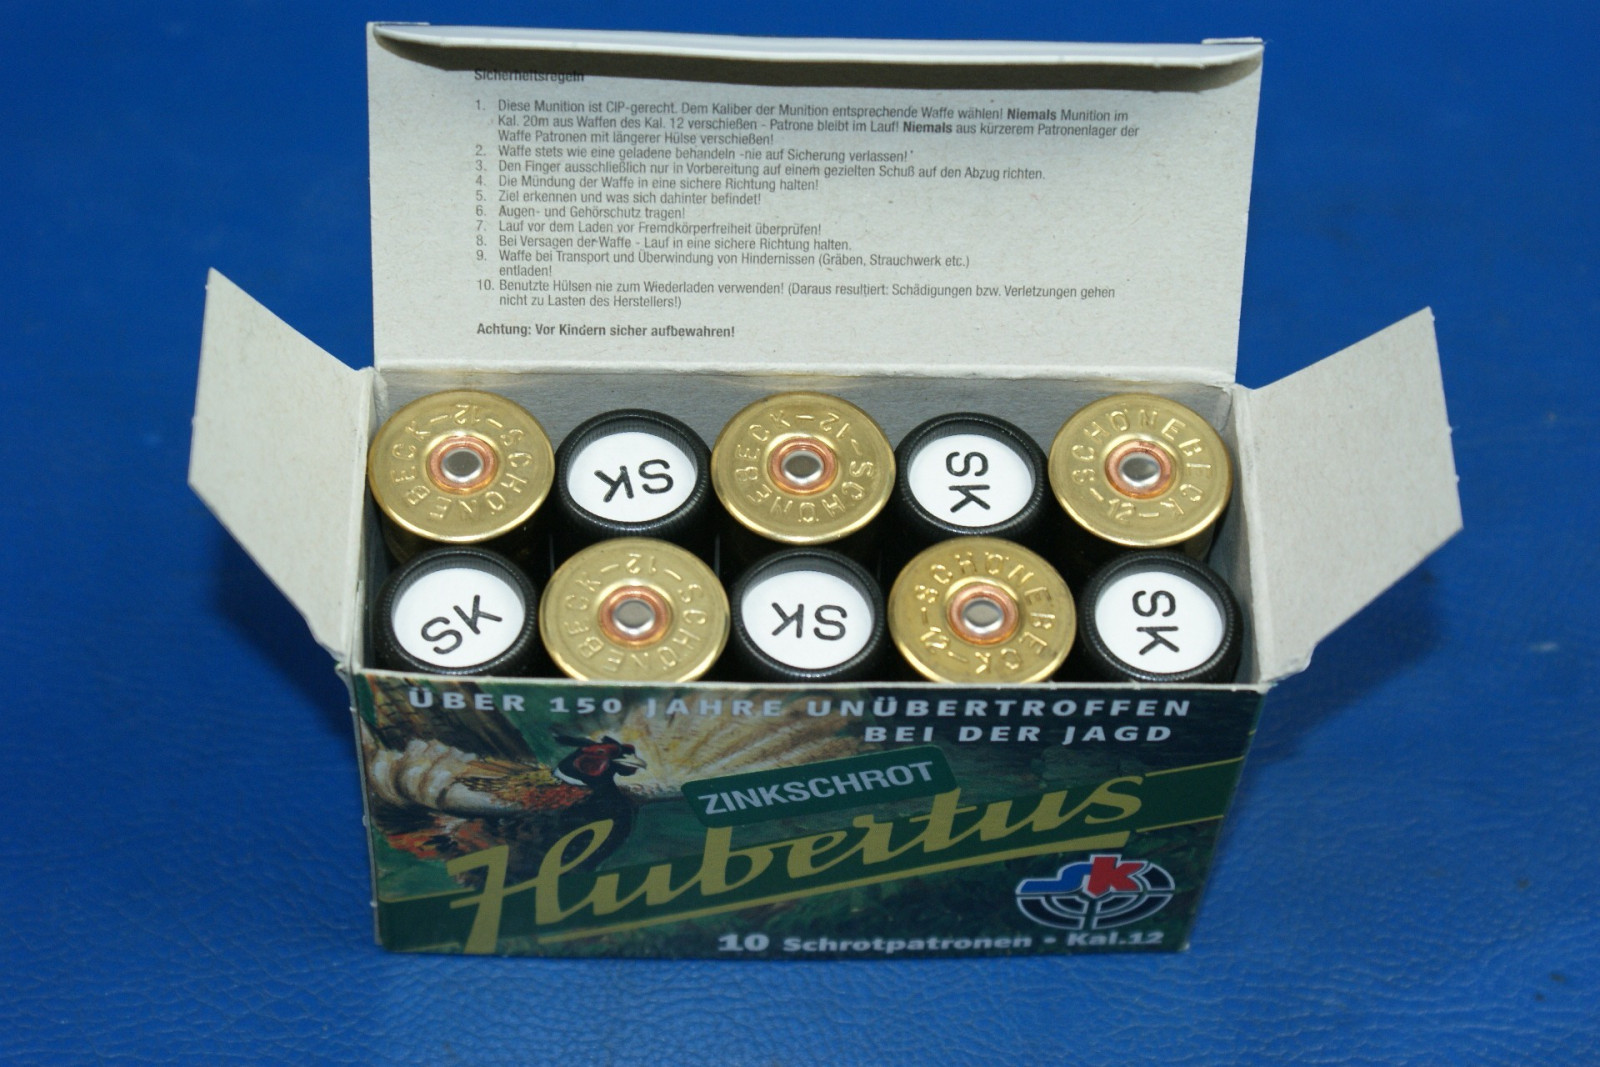 Sicherheitsregeln
1. Diese Munition ist CIP-gerecht. Dem Kaliber der Munition entsprechende Waffe wählen! Niemals Munition im
Kal. 20m aus Waffen des Kal. 12 verschießen - Patrone bleibt im Lauf! Niemals aus kürzerem Patronenlager der
Waffe Patronen mit längerer Hülse verschießen!
2. Waffe stets wie eine geladene behandeln -nie auf Sicherung verlassen!
3. Den Finger ausschließlich nur in Vorbereitung auf einem gezielten Schuß auf den Abzug richten.
4. Die Mündung der Waffe in eine sichere Richtung halten!
5. Ziel erkennen und was sich dahinter befindet!
6. Augen- und Gehörschutz tragen!
7. Lauf vor dem Laden vor Fremdkörperfreiheit überprüfen!
8. Bei Versagen der Waffe - Lauf in eine sichere Richtung halten.
9. Waffe bei Transport und Überwindung von Hindernissen (Gräben, Strauchwerk etc.)
entladen!
10. Benutzte Hülsen nie zum Wiederladen verwenden! (Daraus resultiert: Schädigungen bzw. Verletzungen gehen
nicht zu Lasten des Herstellers!)
Achtung: Vor Kindern sicher aufbewahren!
SCHÖNEBECK-12-
SK
SCHÖNEBECK-12-
SK
SCHÖNEBECK-12-
SK
SCHÖNEBECK-12-
SK
SCHÖNEBECK-12-
SK
ÜBER 150 JAHRE UNÜBERTROFFEN
BEI DER JAGD
ZINKSCHROT
Hubertus
sk
10 Schrotpatronen • Kal.12